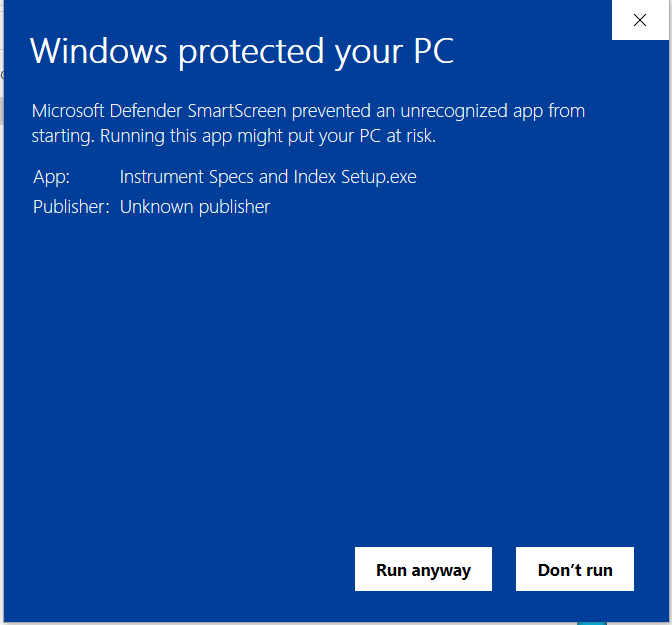 Windows protected your PC
Microsoft Defender SmartScreen prevented an unrecognized app from
starting. Running this app might put your PC at risk.
App: Instrument Specs and Index Setup.exe
Publisher: Unknown publisher
Run anyway Don't run